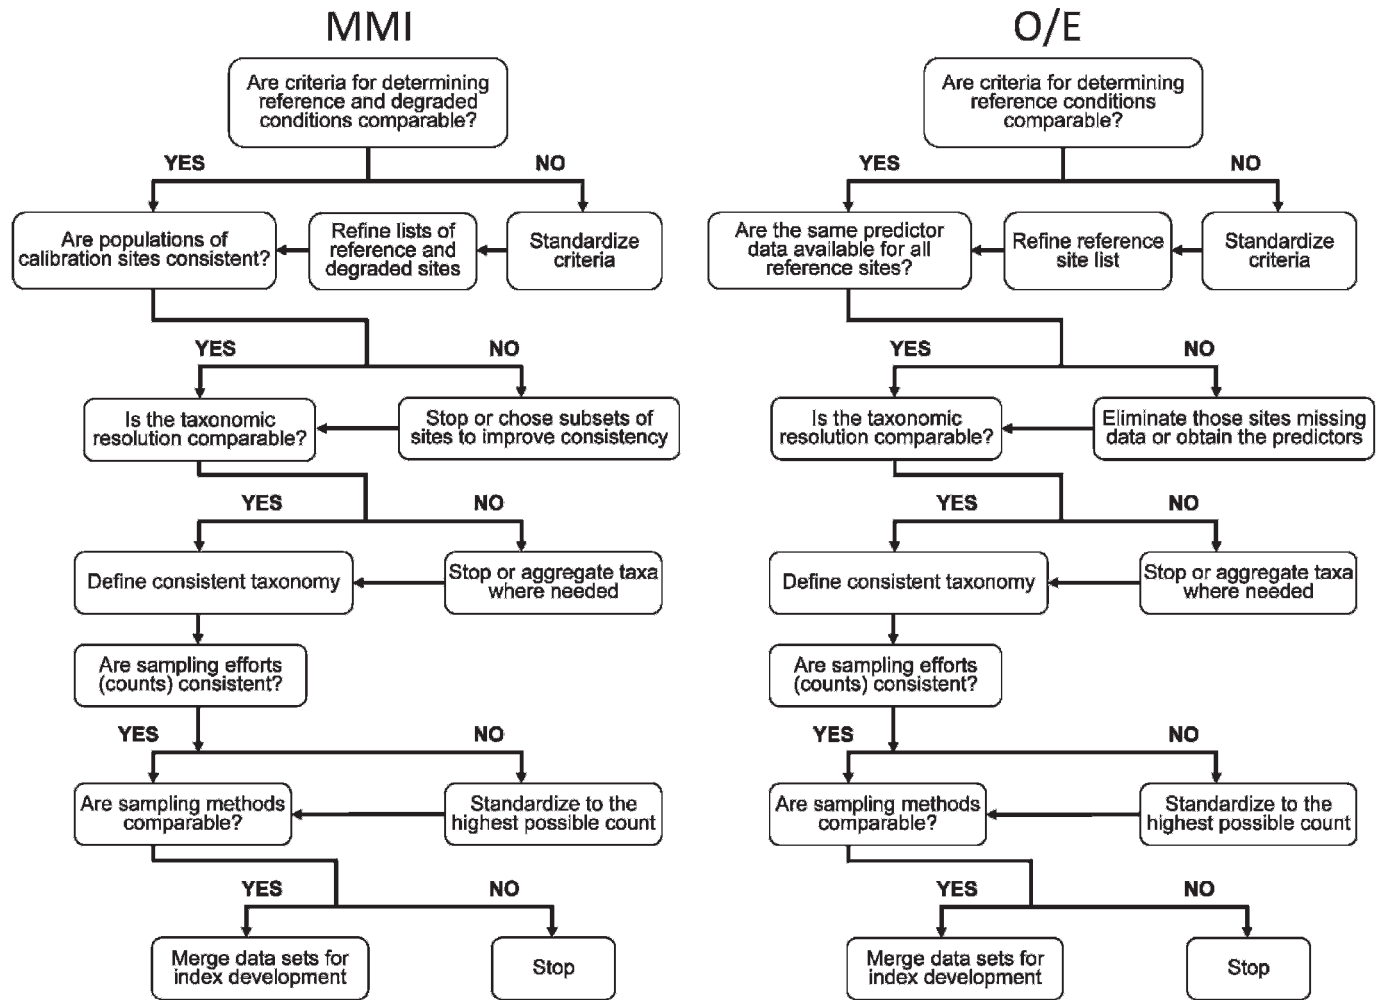 MMI
Are criteria for determining
reference and degraded
conditions comparable?
YES
NO
Are populations of
calibration sites consistent?
Refine lists of
reference and
degraded sites
Standardize
criteria
YES
NO
Is the taxonomic
resolution comparable?
Stop or chose subsets of
sites to improve consistency
YES
NO
Define consistent taxonomy
Stop or aggregate taxa
where needed
Are sampling efforts
(counts) consistent?
YES
NO
Are sampling methods
comparable?
Standardize to the
highest possible count
YES
NO
Merge data sets for
index development
Stop
O/E
Are criteria for determining
reference conditions
comparable?
YES
NO
Are the same predictor
data available for all
reference sites?
Refine reference
site list
Standardize
criteria
YES
NO
Is the taxonomic
resolution comparable?
Eliminate those sites missing
data or obtain the predictors
YES
NO
Define consistent taxonomy
Stop or aggregate taxa
where needed
Are sampling efforts
(counts) consistent?
YES
NO
Are sampling methods
comparable?
Standardize to the
highest possible count
YES
NO
Merge data sets for
index development
Stop